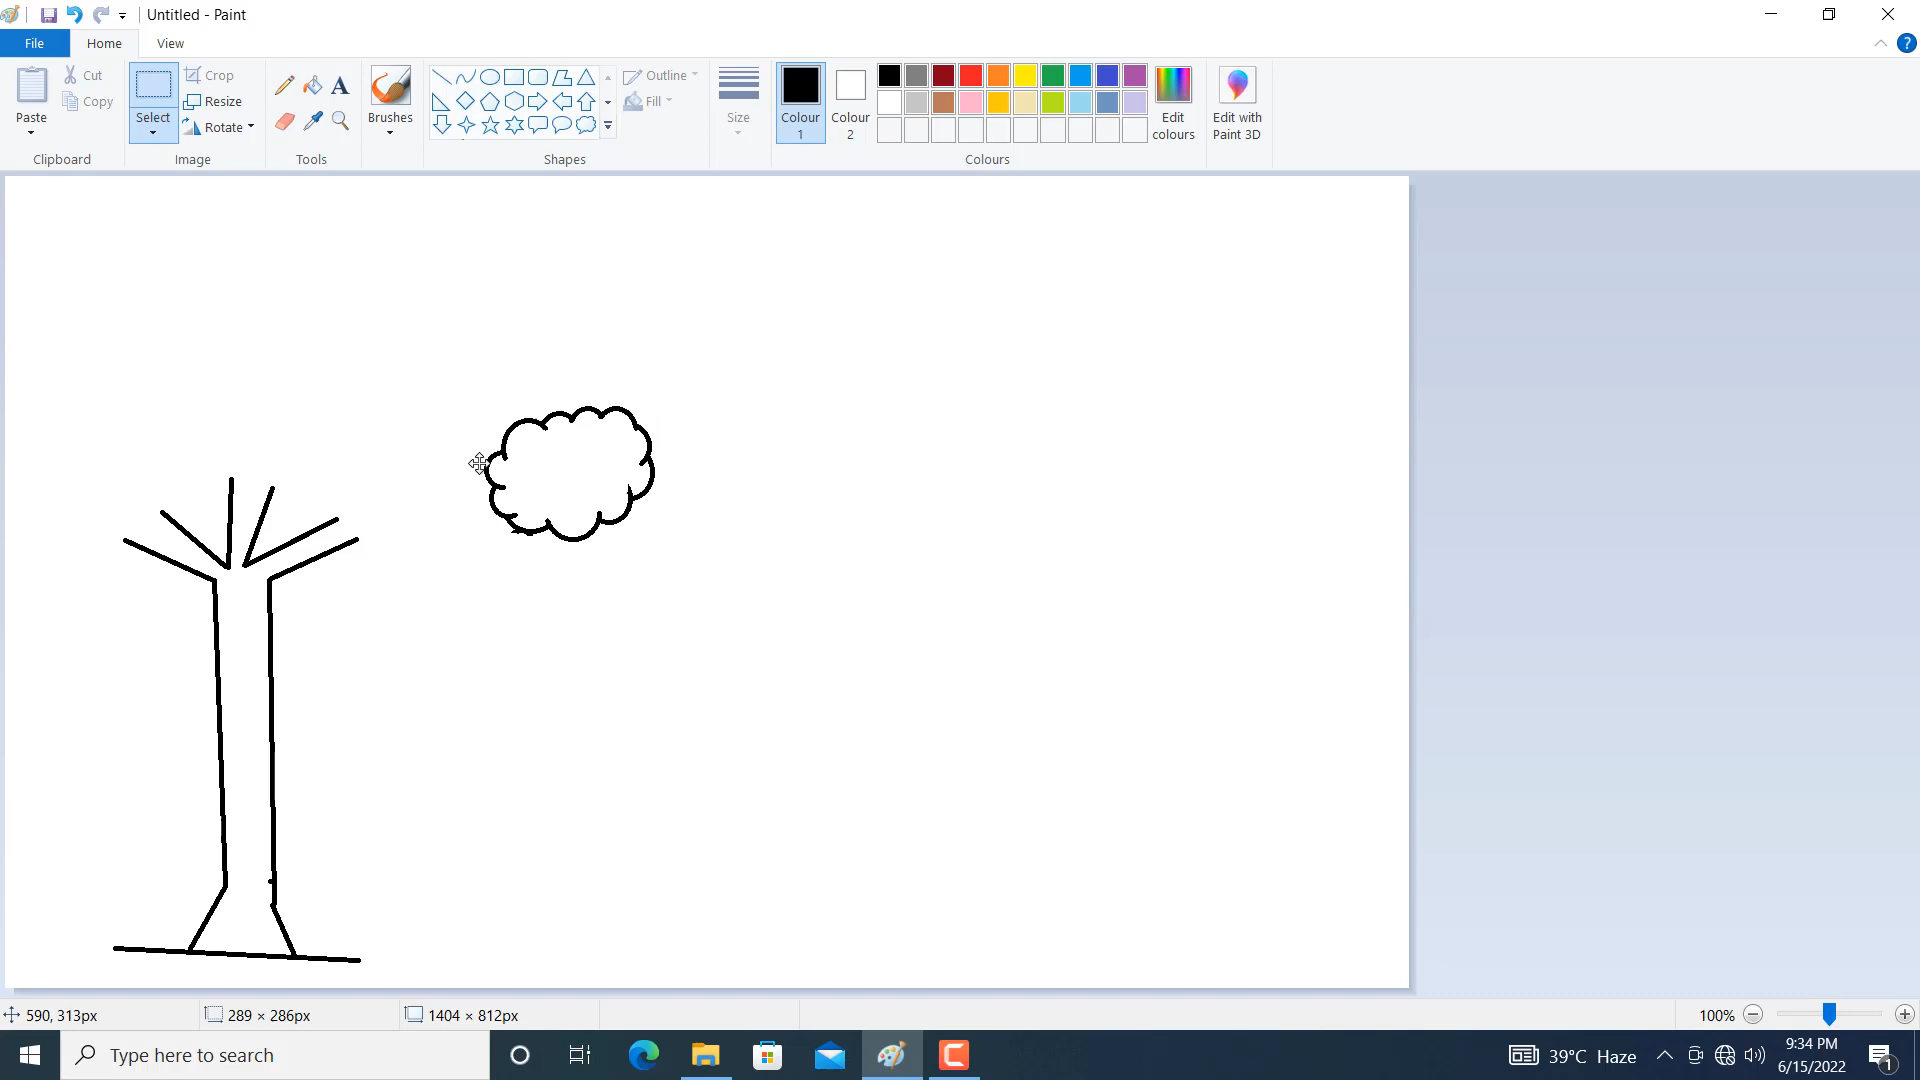 Untitled - Paint
File Home View
Paste Cut Copy Clipboard
Select Crop Resize Rotate Image
A Tools
Brushes
Outline Fill Shapes
Size
Colour 1 Colour 2 Edit colours Colours
Edit with Paint 3D
590, 313px 289 × 286px 1404 × 812px 100%
Type here to search 39°C Haze 9:34 PM
6/15/2022 1